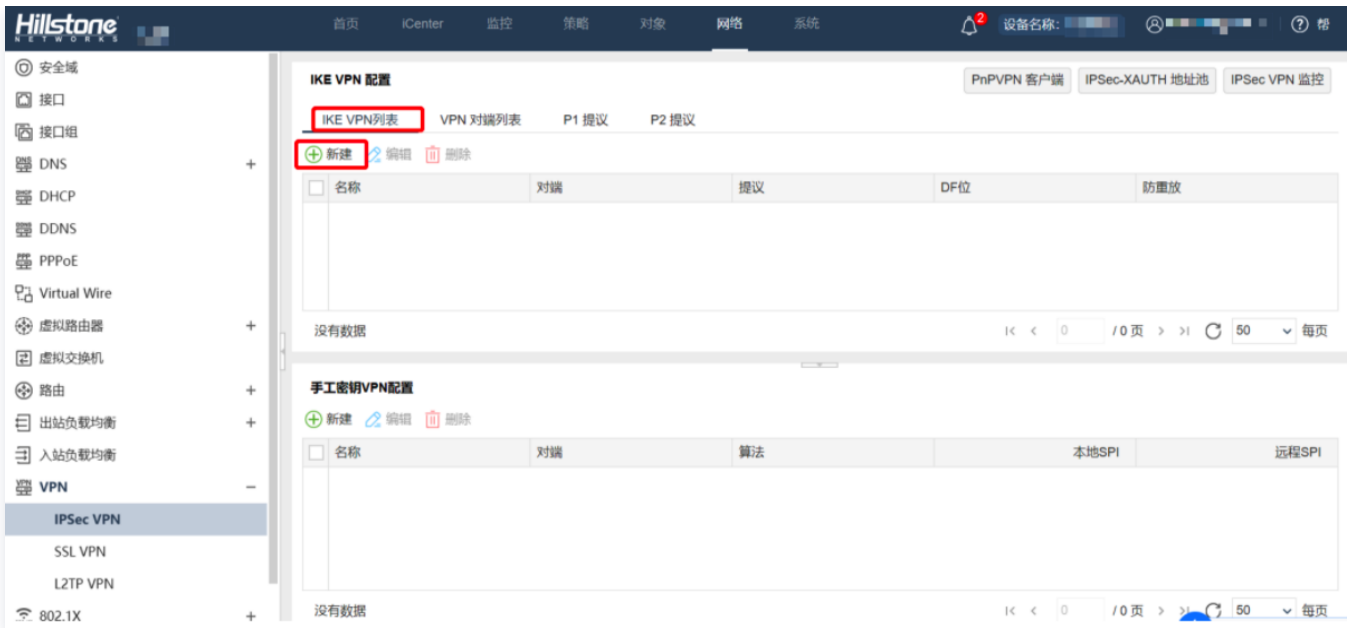 Hillstone 首页 iCenter 监控 策略 对象 网络 系统 2 设备名称: 帮
NETWORKS
安全域
接口
接口组
DNS +
DHCP
DDNS
PPPoE
Virtual Wire
虚拟路由器 +
虚拟交换机
路由 +
出站负载均衡 +
入站负载均衡
VPN −
IPSec VPN
SSL VPN
L2TP VPN
802.1X +
IKE VPN 配置 PnPVPN 客户端 IPSec-XAUTH 地址池 IPSec VPN 监控
IKE VPN列表 VPN 对端列表 P1 提议 P2 提议
新建 编辑 删除
名称 对端 提议 DF位 防重放
没有数据 0 / 0 页 50 每页
手工密钥VPN配置
新建 编辑 删除
名称 对端 算法 本地SPI 远程SPI
没有数据 0 / 0 页 50 每页